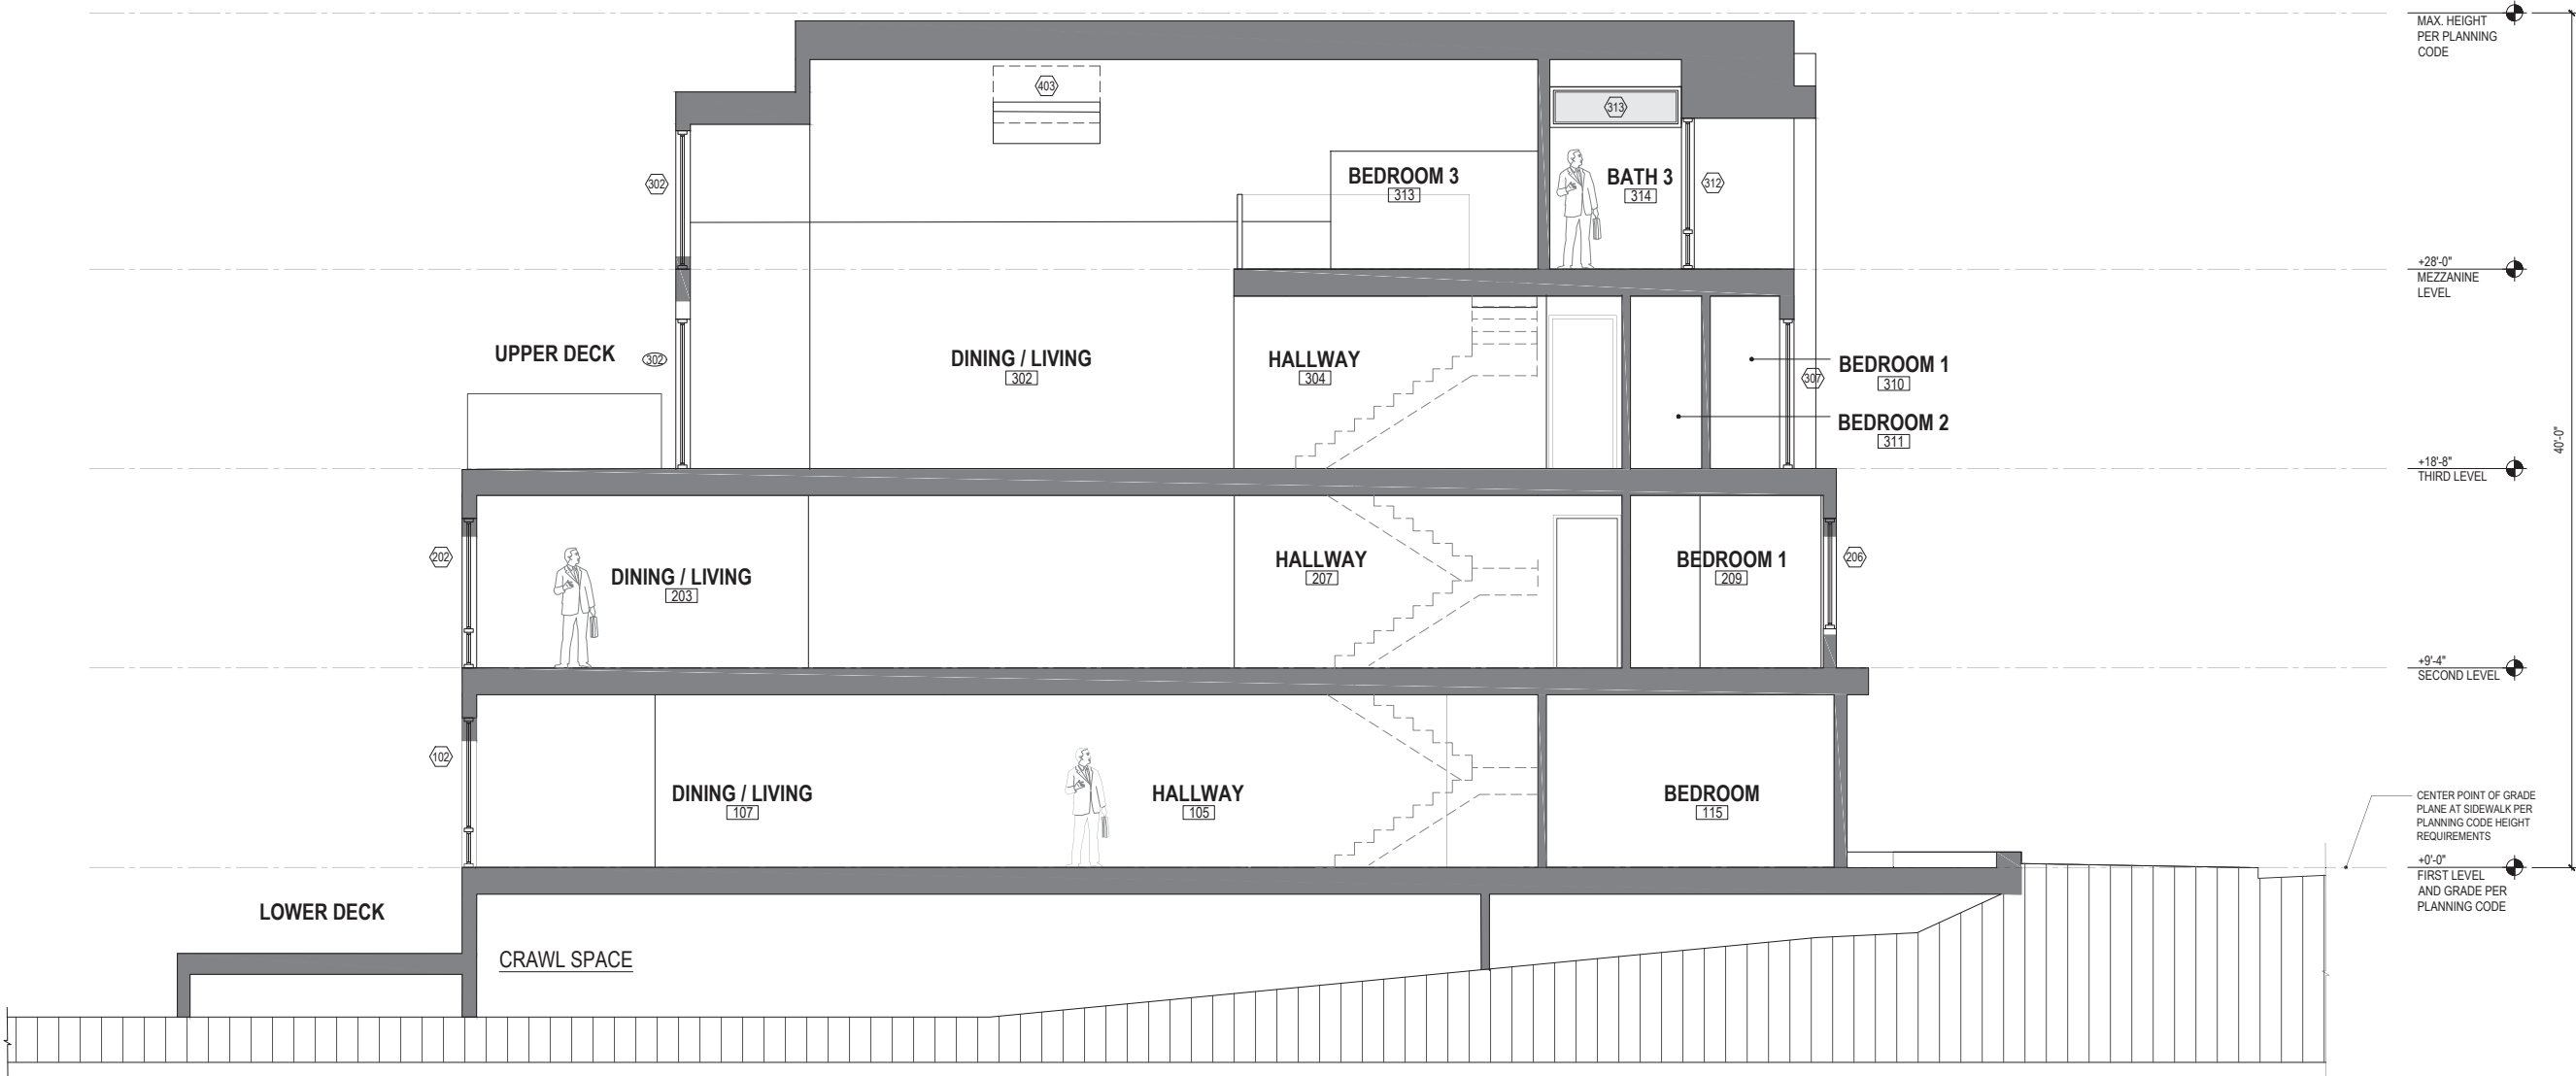 MAX. HEIGHT
PER PLANNING
CODE
403
313
302
BEDROOM 3
313
BATH 3
314
312
+28'-0"
MEZZANINE
LEVEL
UPPER DECK
302
DINING / LIVING
302
HALLWAY
304
307
BEDROOM 1
310
BEDROOM 2
311
40'-0"
+18'-8"
THIRD LEVEL
202
DINING / LIVING
203
HALLWAY
207
BEDROOM 1
209
206
+9'-4"
SECOND LEVEL
102
DINING / LIVING
107
HALLWAY
105
BEDROOM
115
CENTER POINT OF GRADE
PLANE AT SIDEWALK PER
PLANNING CODE HEIGHT
REQUIREMENTS
+0'-0"
FIRST LEVEL
AND GRADE PER
PLANNING CODE
LOWER DECK
CRAWL SPACE